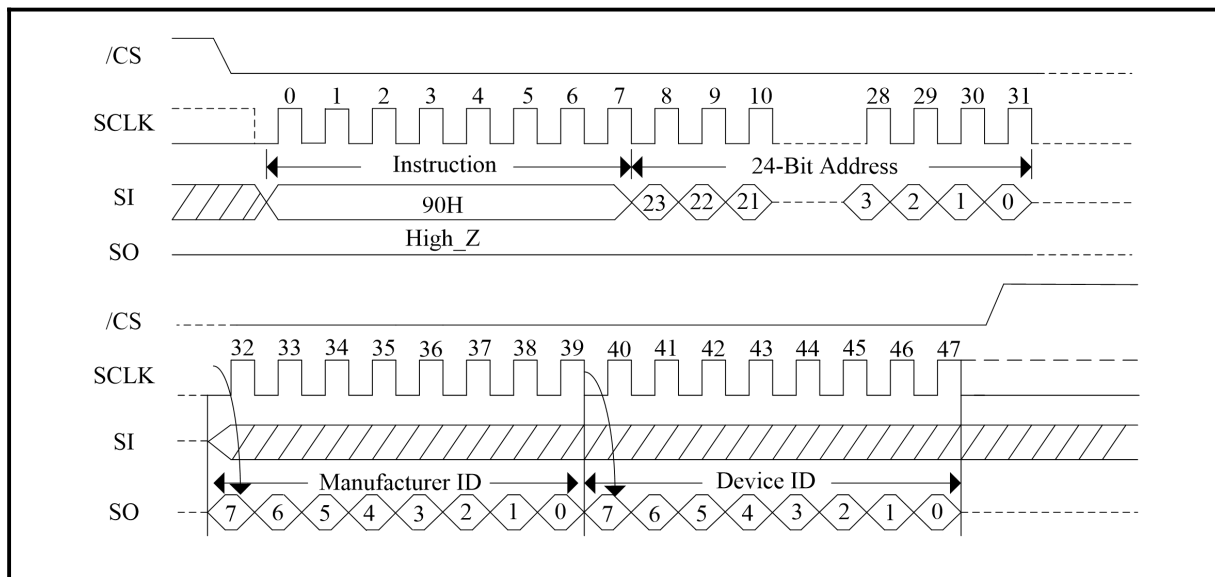 /CS
0 1 2 3 4 5 6 7 8 9 10 28 29 30 31
SCLK
Instruction 24-Bit Address
SI 90H 23 22 21 3 2 1 0
High_Z
SO
/CS
32 33 34 35 36 37 38 39 40 41 42 43 44 45 46 47
SCLK
SI
Manufacturer ID Device ID
SO 7 6 5 4 3 2 1 0 7 6 5 4 3 2 1 0